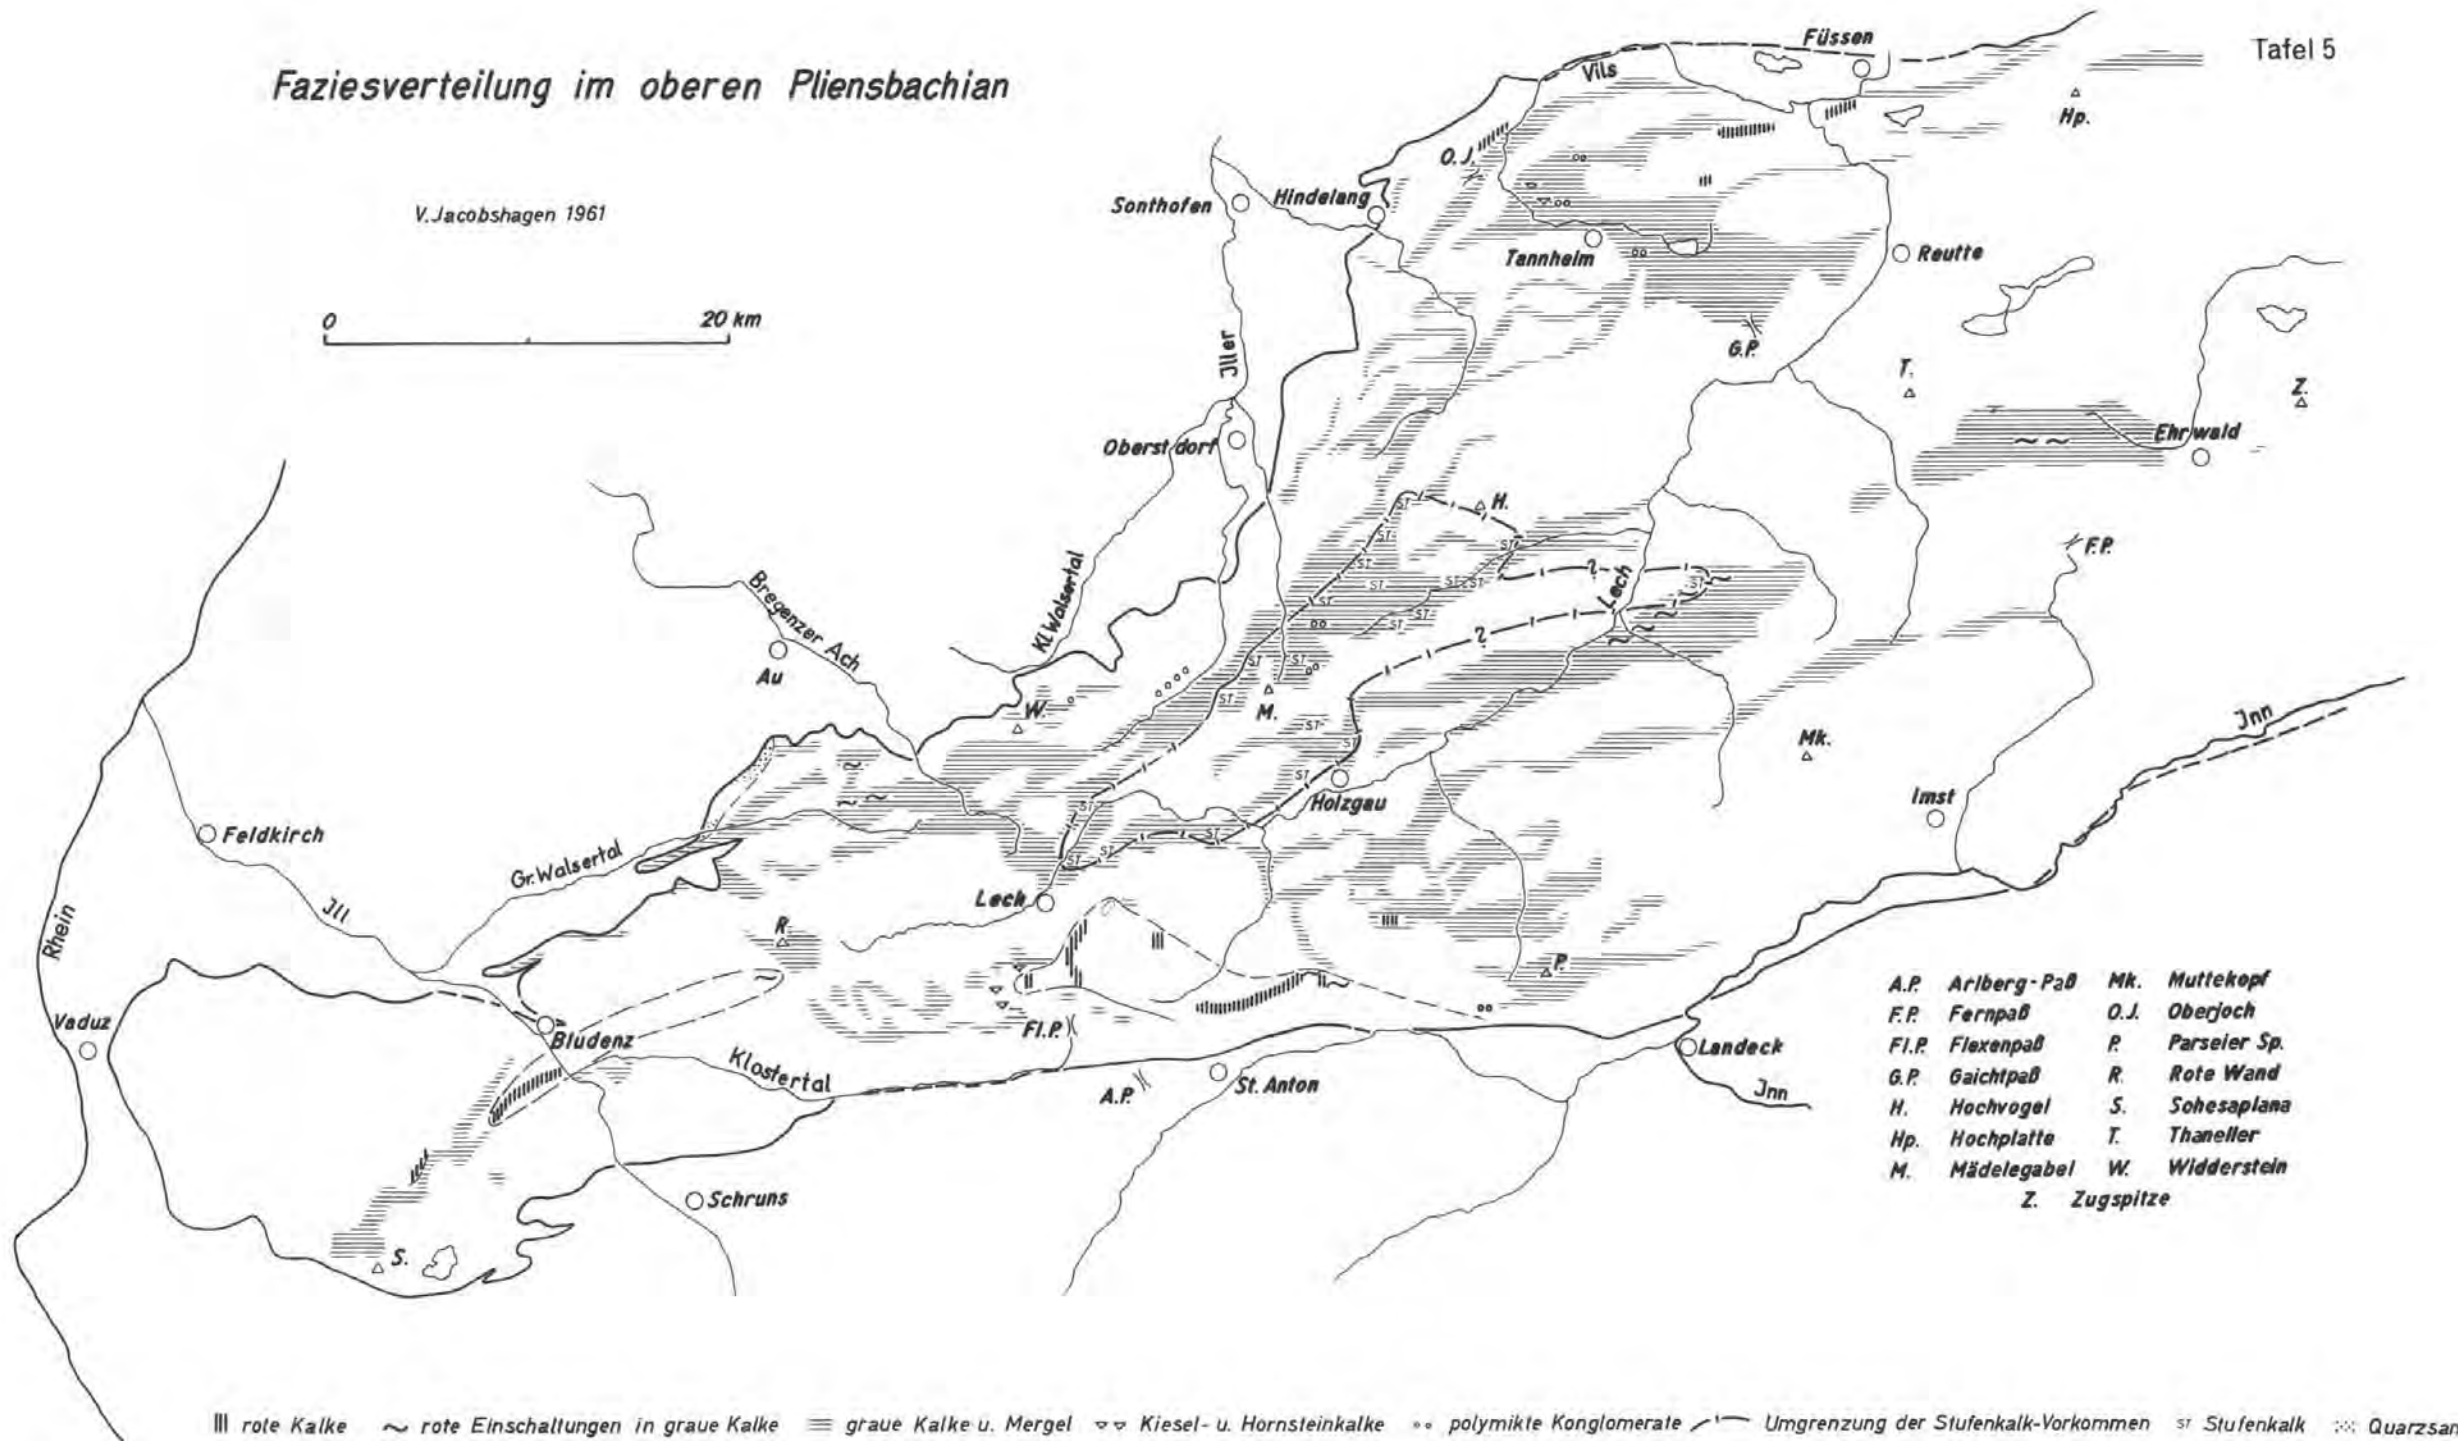 Tafel 5
Faziesverteilung im oberen Pliensbachian
V. Jacobshagen 1961
0 20 km
Füssen
Vils
Hp.
O.J.
Sonthofen
Hindelang
Tannheim
Reutte
G.P.
Jller
T.
Z.
Oberstdorf
Ehrwald
H.
F.P.
Kl.Walsertal
Lech
Bregenzer Ach
Au
W.
M.
Mk.
Jnn
Holzgau
Imst
Feldkirch
Gr.Walsertal
Jll
Lech
Rhein
R.
P.
Vaduz
Bludenz
Fl.P.
Klostertal
A.P.
St. Anton
Landeck
Jnn
Schruns
S.
ST
?
?
A.P. Arlberg-Paß Mk. Muttekopf
F.P. Fernpaß O.J. Oberjoch
Fl.P. Flexenpaß P. Parseier Sp.
G.P. Gaichtpaß R. Rote Wand
H. Hochvogel S. Sohesaplana
Hp. Hochplatte T. Thaneller
M. Mädelegabel W. Widderstein
Z. Zugspitze
rote Kalke rote Einschaltungen in graue Kalke graue Kalke u. Mergel Kiesel- u. Hornsteinkalke polymikte Konglomerate Umgrenzung der Stufenkalk-Vorkommen ST Stufenkalk Quarzsan